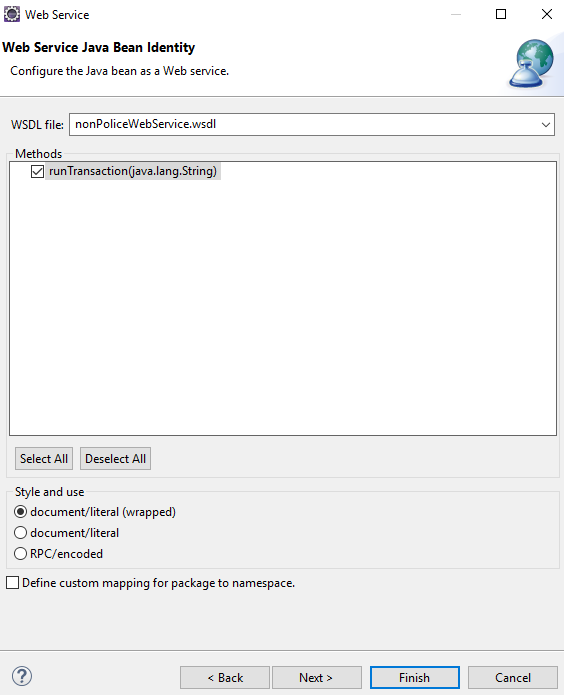 Web Service
Web Service Java Bean Identity
Configure the Java bean as a Web service.
WSDL file: nonPoliceWebService.wsdl
Methods
runTransaction(java.lang.String)
Select All Deselect All
Style and use
document/literal (wrapped)
document/literal
RPC/encoded
Define custom mapping for package to namespace.
? < Back Next > Finish Cancel